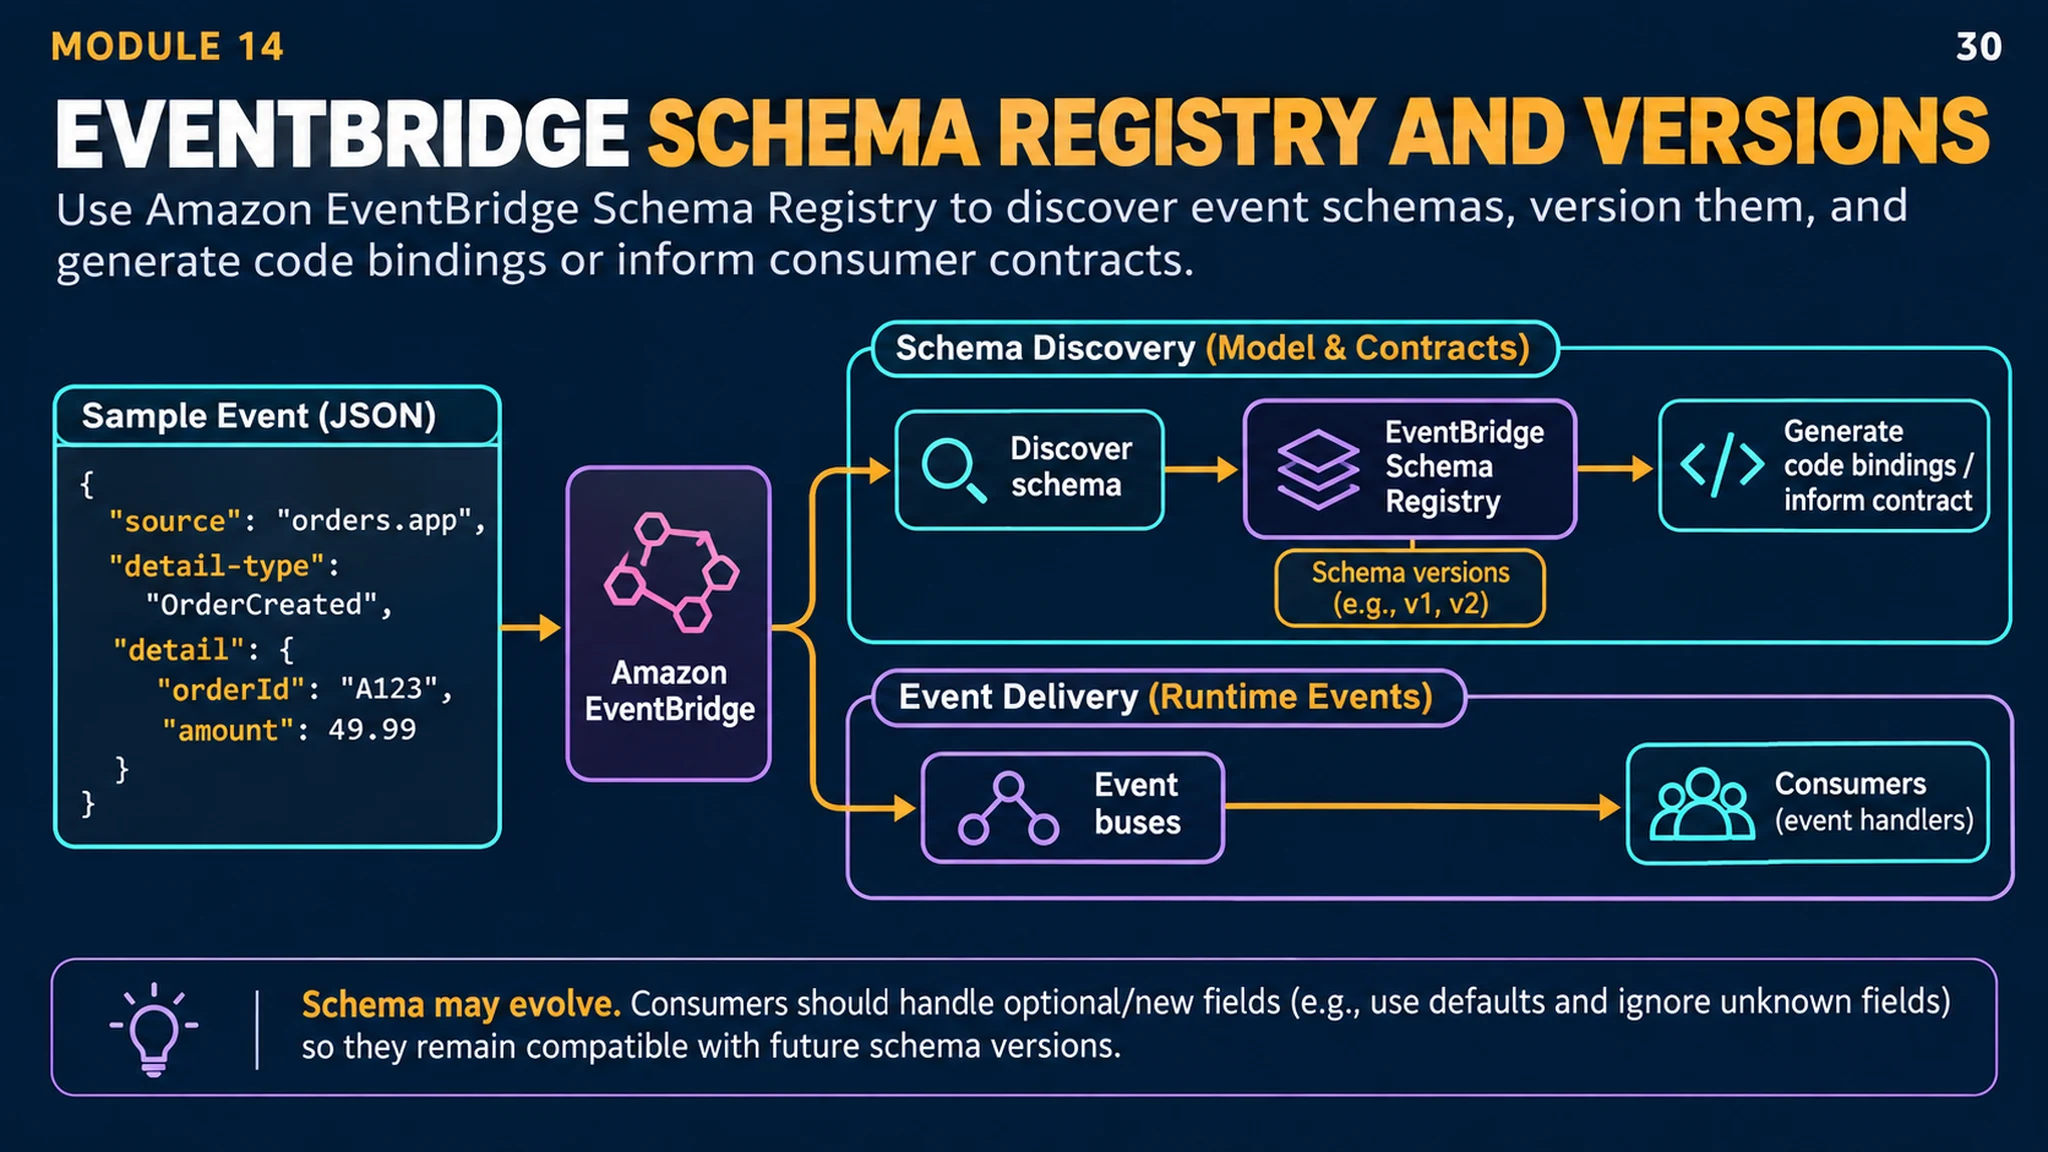 MODULE 14
30
EVENTBRIDGE SCHEMA REGISTRY AND VERSIONS
Use Amazon EventBridge Schema Registry to discover event schemas, version them, and
generate code bindings or inform consumer contracts.
Sample Event (JSON)
{
"source": "orders.app",
"detail-type":
"OrderCreated",
"detail": {
"orderId": "A123",
"amount": 49.99
}
}
Amazon
EventBridge
Schema Discovery (Model & Contracts)
Discover
schema
EventBridge
Schema
Registry
Schema versions
(e.g., v1, v2)
Generate
code bindings /
inform contract
Event Delivery (Runtime Events)
Event
buses
Consumers
(event handlers)
Schema may evolve. Consumers should handle optional/new fields (e.g., use defaults and ignore unknown fields)
so they remain compatible with future schema versions.